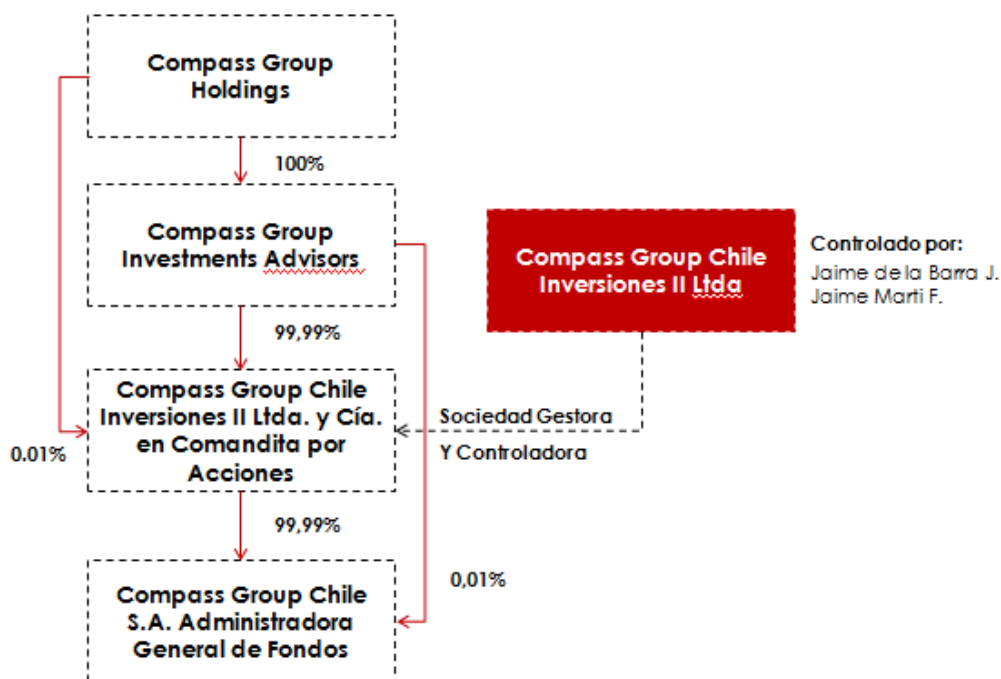 Compass Group
Holdings
100%
Compass Group
Investments Advisors
Compass Group Chile
Inversiones II Ltda
Controlado por:
Jaime de la Barra J.
Jaime Marti F.
99,99%
Compass Group Chile
Inversiones II Ltda. y Cía.
en Comandita por
Acciones
Sociedad Gestora
Y Controladora
0.01%
99,99%
0,01%
Compass Group Chile
S.A. Administradora
General de Fondos